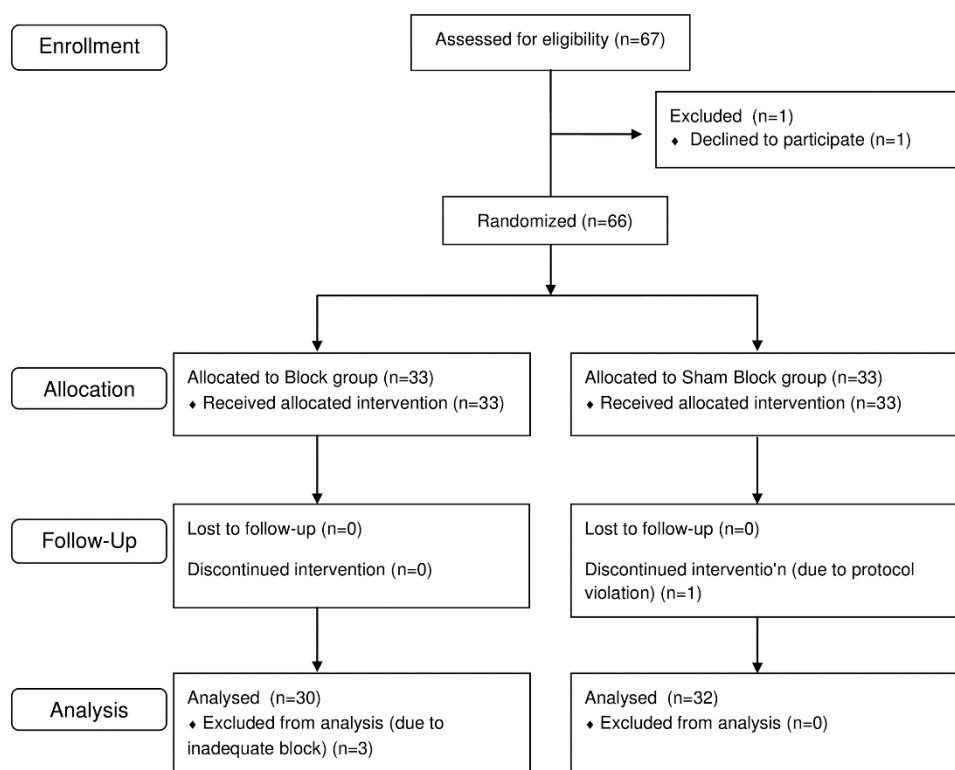 Enrollment
Assessed for eligibility (n=67)
Excluded (n=1)
♦ Declined to participate (n=1)
Randomized (n=66)
Allocation
Allocated to Block group (n=33)
♦ Received allocated intervention (n=33)
Allocated to Sham Block group (n=33)
♦ Received allocated intervention (n=33)
Follow-Up
Lost to follow-up (n=0)
Discontinued intervention (n=0)
Lost to follow-up (n=0)
Discontinued interventio'n (due to protocol
violation) (n=1)
Analysis
Analysed (n=30)
♦ Excluded from analysis (due to
inadequate block) (n=3)
Analysed (n=32)
♦ Excluded from analysis (n=0)